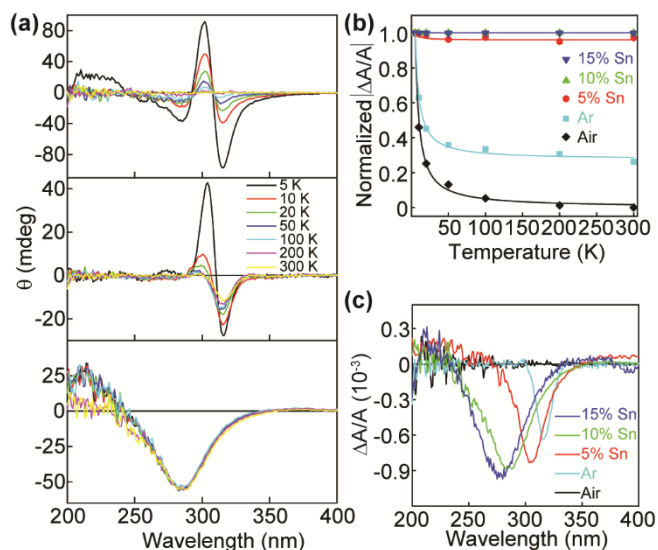 (a)
80
40
0
-40
-80
40
20
0
-20
5 K
10 K
20 K
50 K
100 K
200 K
300 K
25
0
-25
-50
θ (mdeg)
200 250 300 350 400
Wavelength (nm)
(b)
1.0
0.8
0.6
0.4
0.2
0
Normalized |ΔA/A|
15% Sn
10% Sn
5% Sn
Ar
Air
50 100 150 200 250 300
Temperature (K)
(c)
0.3
0
-0.3
-0.6
-0.9
ΔA/A (10⁻³)
15% Sn
10% Sn
5% Sn
Ar
Air
200 250 300 350 400
Wavelength (nm)